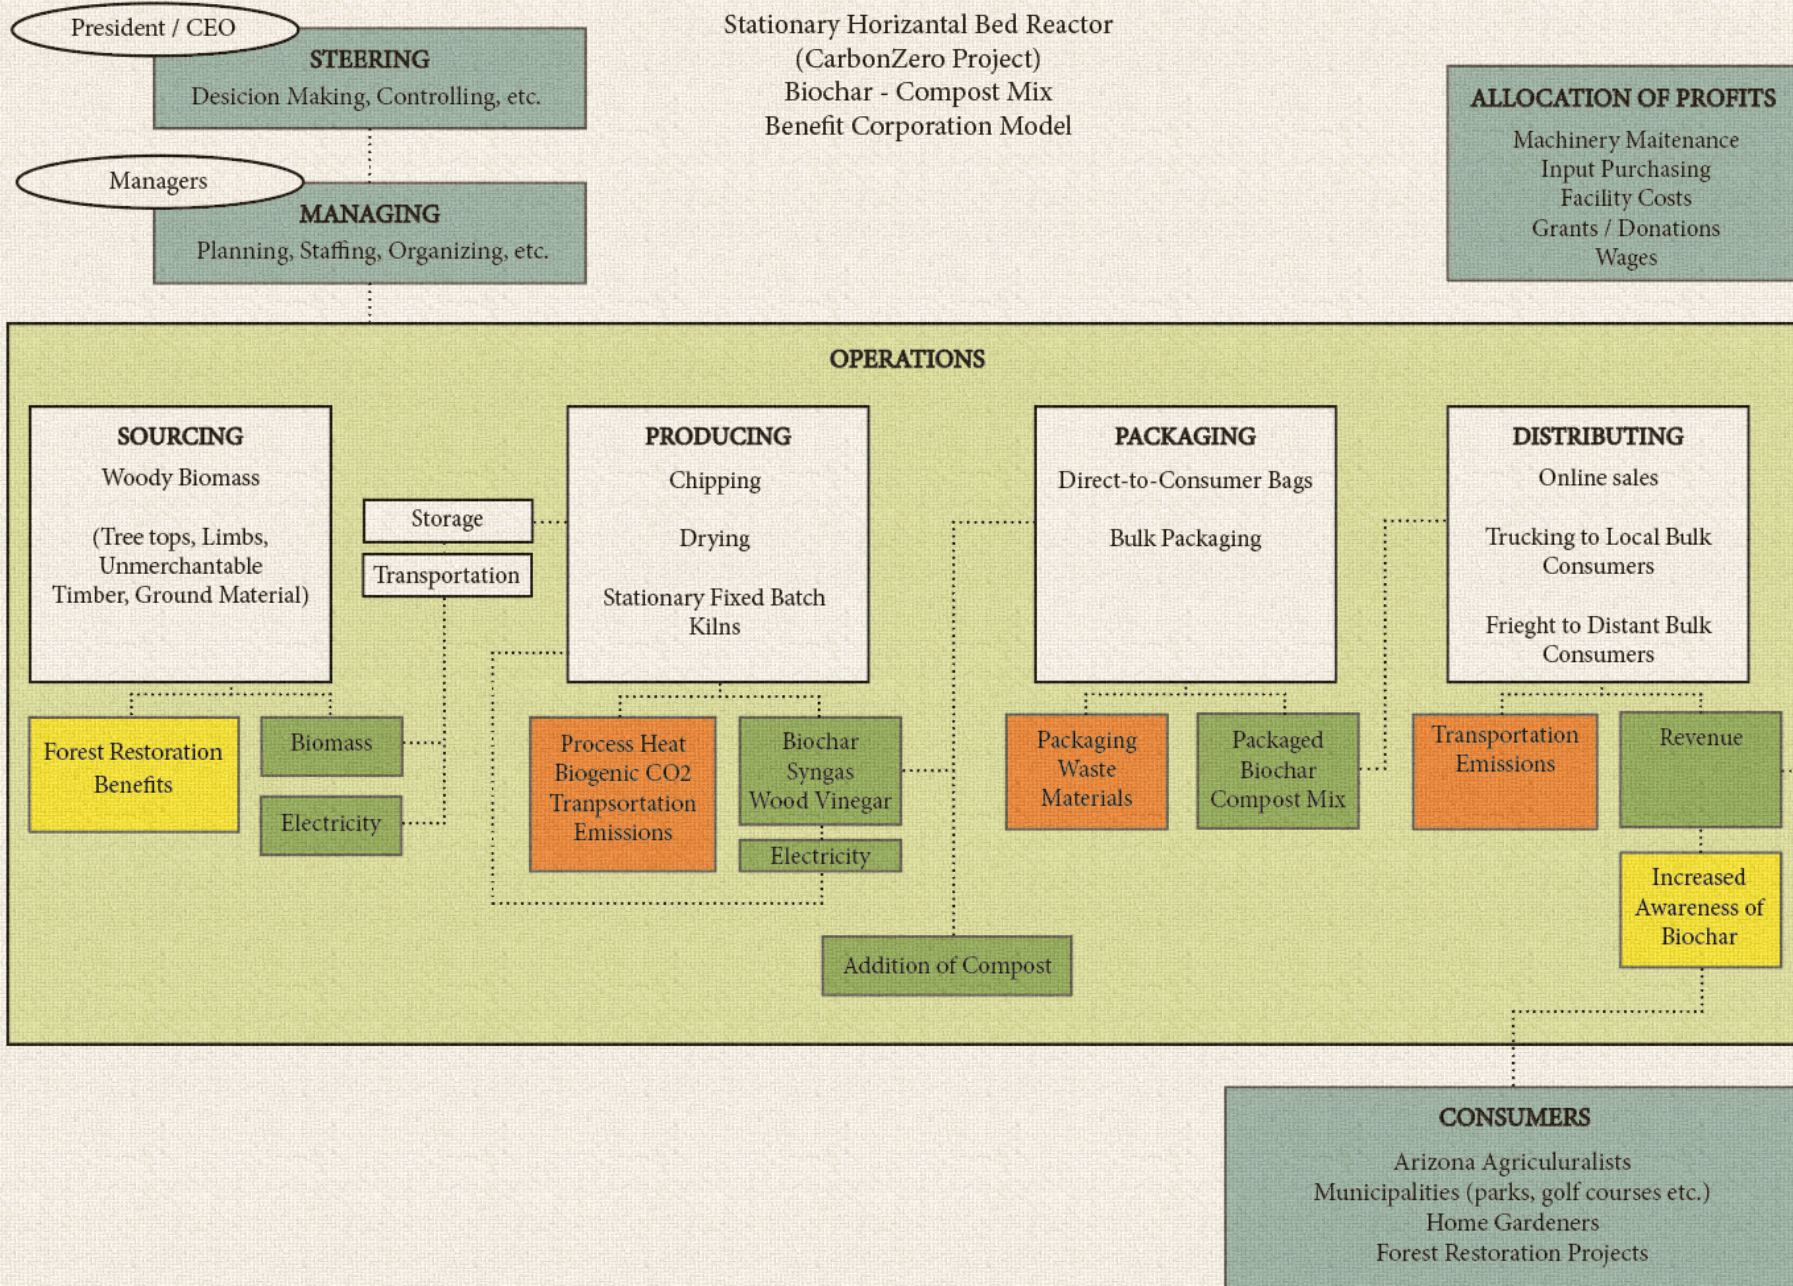 President / CEO
STEERING
Desicion Making, Controlling, etc.
Managers
MANAGING
Planning, Staffing, Organizing, etc.
Stationary Horizantal Bed Reactor
(CarbonZero Project)
Biochar - Compost Mix
Benefit Corporation Model
ALLOCATION OF PROFITS
Machinery Maitenance
Input Purchasing
Facility Costs
Grants / Donations
Wages
OPERATIONS
SOURCING
Woody Biomass
(Tree tops, Limbs,
Unmerchantable
Timber, Ground Material)
Forest Restoration
Benefits
Biomass
Electricity
Storage
Transportation
PRODUCING
Chipping
Drying
Stationary Fixed Batch
Kilns
Process Heat
Biogenic CO2
Tranpsortation
Emissions
Biochar
Syngas
Wood Vinegar
Electricity
Addition of Compost
PACKAGING
Direct-to-Consumer Bags
Bulk Packaging
Packaging
Waste
Materials
Packaged
Biochar
Compost Mix
DISTRIBUTING
Online sales
Trucking to Local Bulk
Consumers
Frieght to Distant Bulk
Consumers
Transportation
Emissions
Revenue
Increased
Awareness of
Biochar
CONSUMERS
Arizona Agriculuralists
Municipalities (parks, golf courses etc.)
Home Gardeners
Forest Restoration Projects